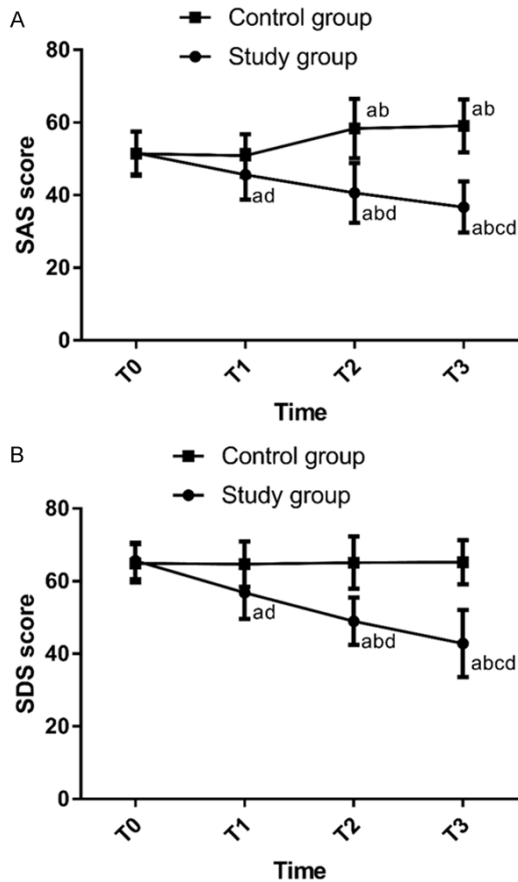 A
Control group
Study group
80
60
40
20
0
SAS score
ab
ab
ad
abd
abcd
T0
T1
T2
T3
Time
B
Control group
Study group
80
60
40
20
0
SDS score
ad
abd
abcd
T0
T1
T2
T3
Time